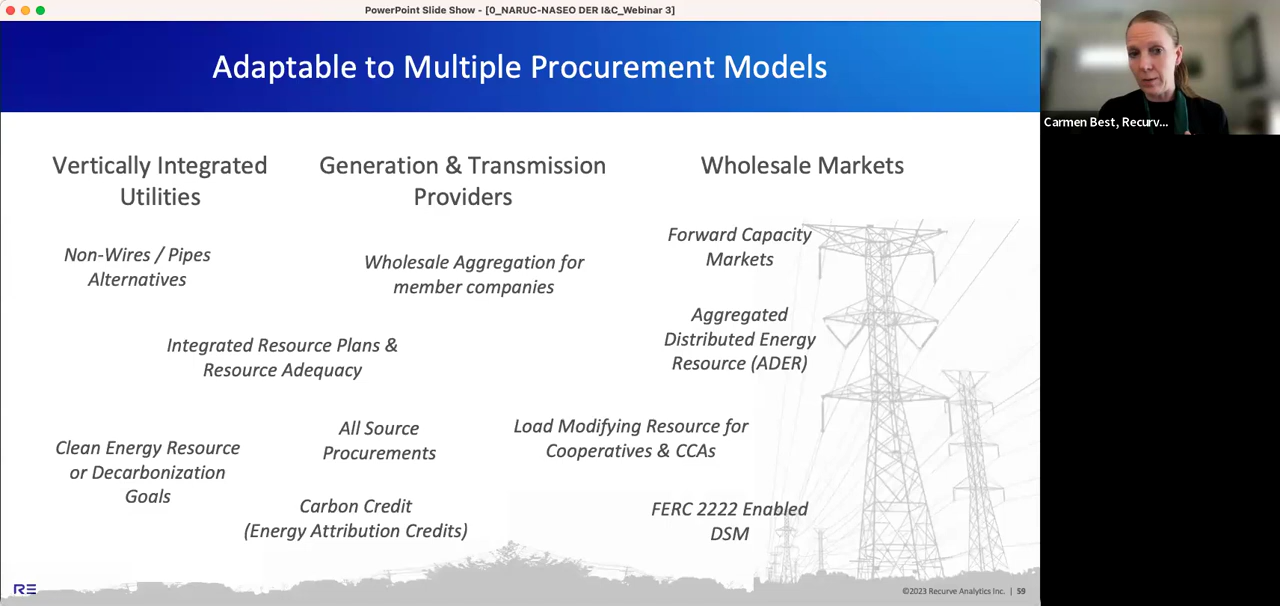 PowerPoint Slide Show - [0_NARUC-NASEO DER I&C_Webinar 3]
Adaptable to Multiple Procurement Models
Vertically Integrated
Utilities
Generation & Transmission
Providers
Wholesale Markets
Non-Wires / Pipes
Alternatives
Wholesale Aggregation for
member companies
Forward Capacity
Markets
Aggregated
Distributed Energy
Resource (ADER)
Integrated Resource Plans &
Resource Adequacy
All Source
Procurements
Load Modifying Resource for
Cooperatives & CCAs
Clean Energy Resource
or Decarbonization
Goals
Carbon Credit
(Energy Attribution Credits)
FERC 2222 Enabled
DSM
RE
©2023 Recurve Analytics Inc. | 59
Carmen Best, Recurv...